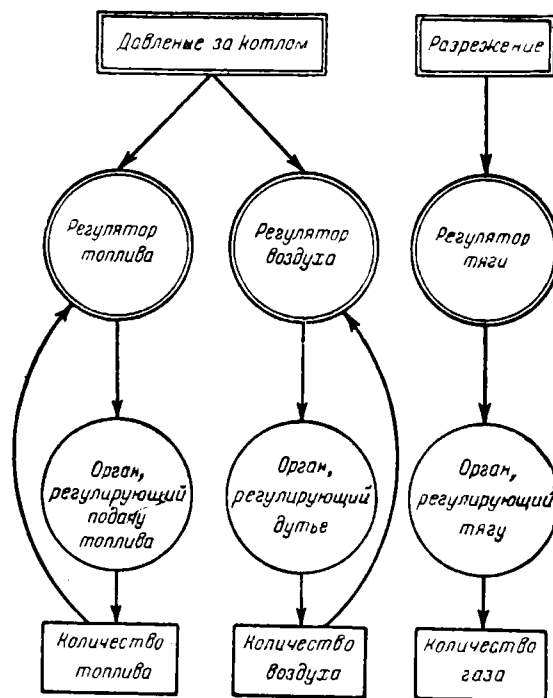 Давление за котлом
Разрежение
Регулятор
топлива
Регулятор
воздуха
Регулятор
тяги
Орган,
регулирующий
подачу
топлива
Орган,
регулирующий
дутье
Орган,
регулирующий
тягу
Количество
топлива
Количество
воздуха
Количество
газа